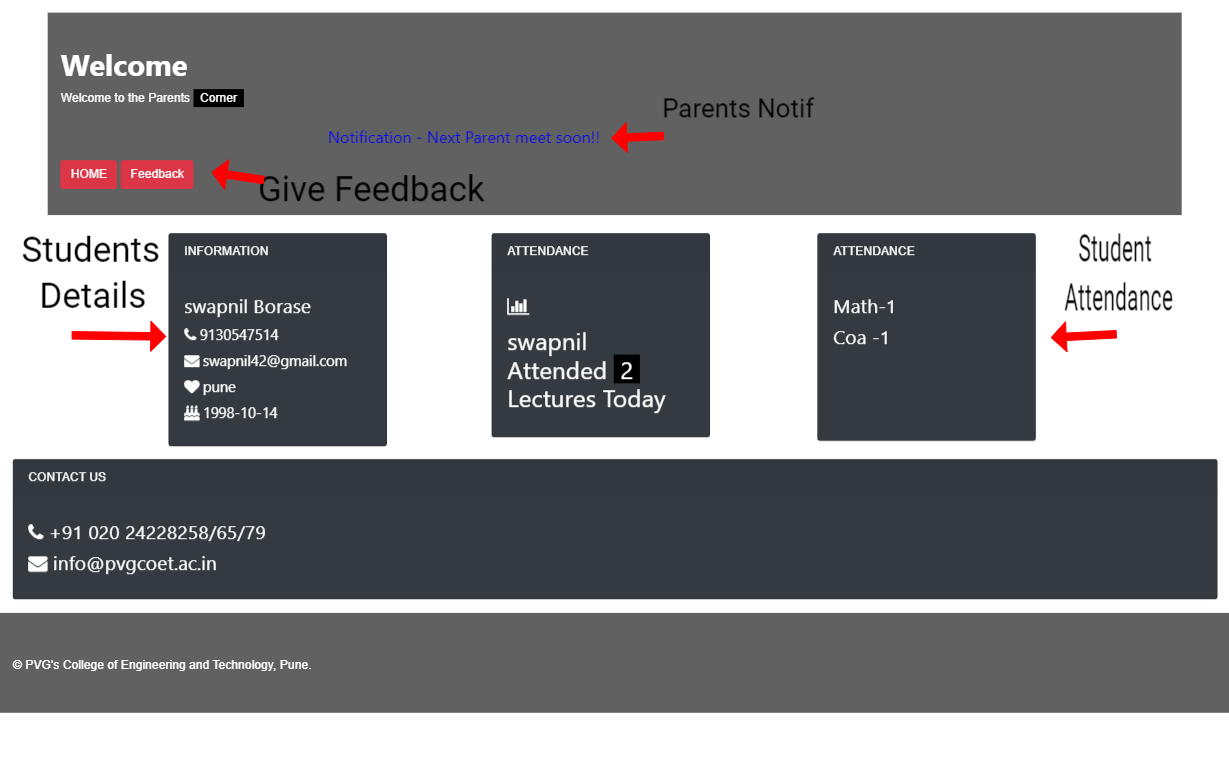 Welcome
Welcome to the Parents Corner
Parents Notif
Notification - Next Parent meet soon!!
HOME Feedback
Give Feedback
Students
Details
INFORMATION
swapnil Borase
9130547514
swapnil42@gmail.com
pune
1998-10-14
ATTENDANCE
swapnil
Attended 2
Lectures Today
ATTENDANCE
Math-1
Coa -1
Student
Attendance
CONTACT US
+91 020 24228258/65/79
info@pvgcoet.ac.in
© PVG's College of Engineering and Technology, Pune.